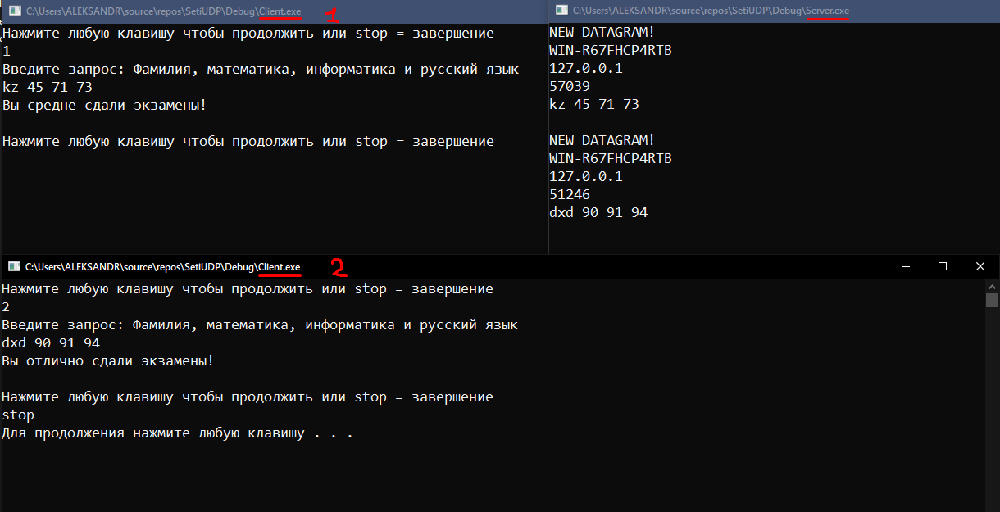 C:\Users\ALEKSANDR\source\repos\SetiUDP\Debug\Client.exe 1
Нажмите любую клавишу чтобы продолжить или stop = завершение
1
Введите запрос: Фамилия, математика, информатика и русский язык
kz 45 71 73
Вы средне сдали экзамены!
Нажмите любую клавишу чтобы продолжить или stop = завершение
C:\Users\ALEKSANDR\source\repos\SetiUDP\Debug\Server.exe
NEW DATAGRAM!
WIN-R67FHCP4RTB
127.0.0.1
57039
kz 45 71 73
NEW DATAGRAM!
WIN-R67FHCP4RTB
127.0.0.1
51246
dxd 90 91 94
C:\Users\ALEKSANDR\source\repos\SetiUDP\Debug\Client.exe 2
Нажмите любую клавишу чтобы продолжить или stop = завершение
2
Введите запрос: Фамилия, математика, информатика и русский язык
dxd 90 91 94
Вы отлично сдали экзамены!
Нажмите любую клавишу чтобы продолжить или stop = завершение
stop
Для продолжения нажмите любую клавишу . . .